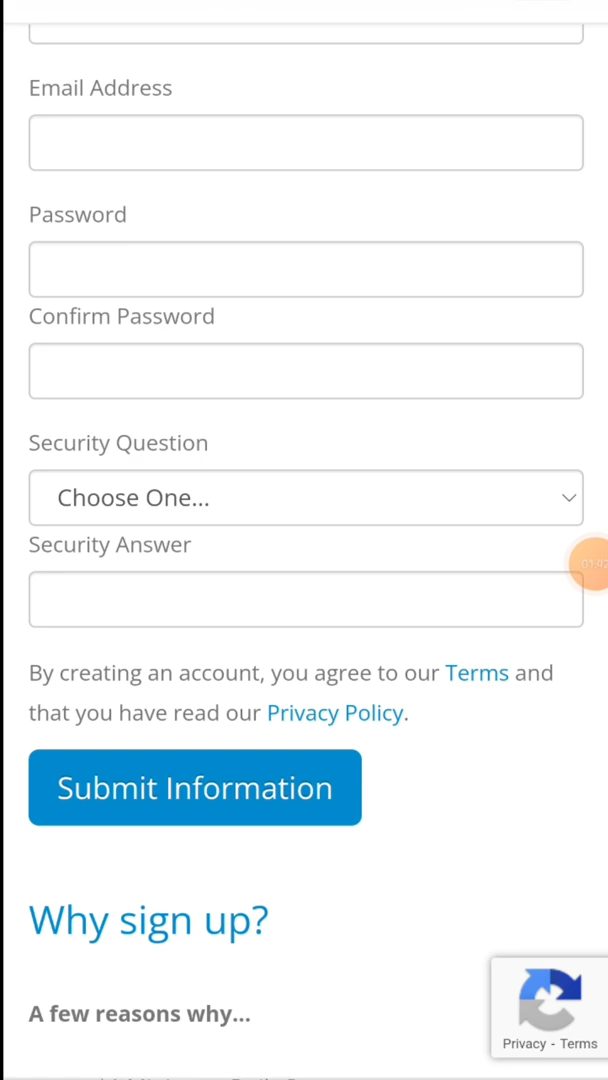 Email Address
Password
Confirm Password
Security Question
Choose One...
Security Answer
By creating an account, you agree to our Terms and
that you have read our Privacy Policy.
Submit Information
Why sign up?
A few reasons why...
Privacy - Terms